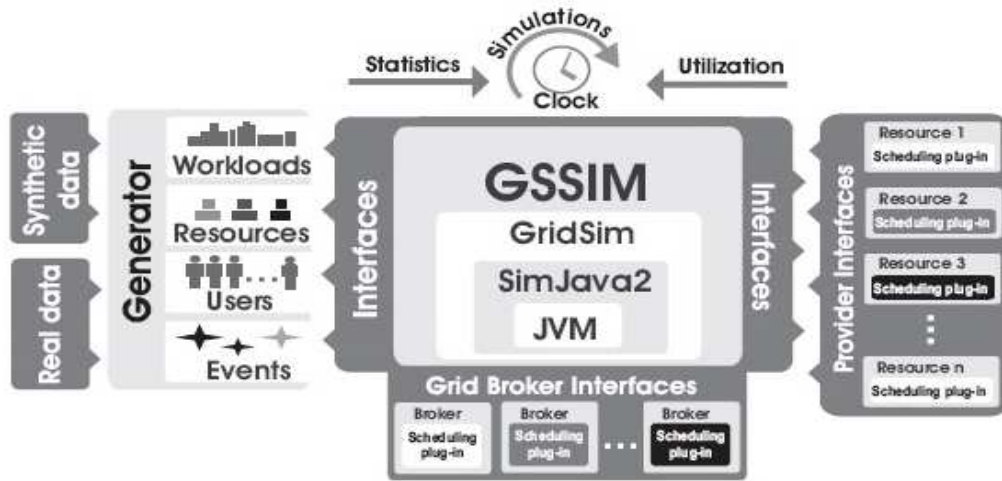 Simulations
Statistics
Utilization
Clock
Synthetic
data
Real data
Generator
Workloads
Resources
Users
Events
Interfaces
GSSIM
GridSim
SimJava2
JVM
Interfaces
Grid Broker Interfaces
Broker
Scheduling
plug-in
Broker
Scheduling
plug-in
Broker
Scheduling
plug-in
Provider Interfaces
Resource 1
Scheduling plug-in
Resource 2
Scheduling plug-in
Resource 3
Scheduling plug-in
Resource n
Scheduling plug-in